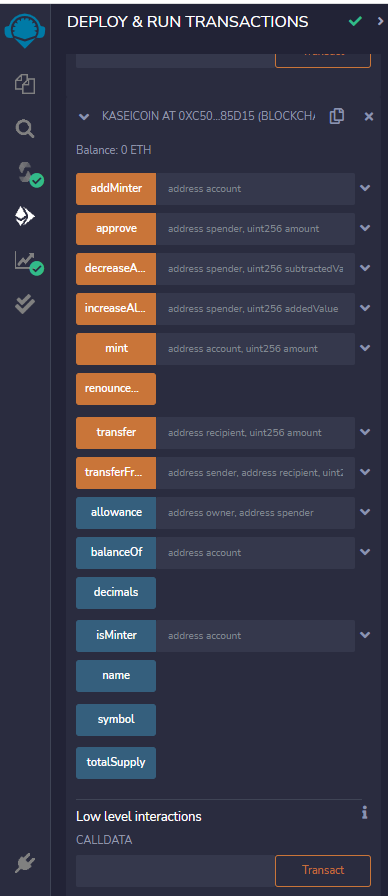 DEPLOY & RUN TRANSACTIONS
KASEICOIN AT 0XC50...85D15 (BLOCKCHA
Balance: 0 ETH
addMinter address account
approve address spender, uint256 amount
decreaseA... address spender, uint256 subtractedVa
increaseAl... address spender, uint256 addedValue
mint address account, uint256 amount
renounce...
transfer address recipient, uint256 amount
transferFr... address sender, address recipient, uint2
allowance address owner, address spender
balanceOf address account
decimals
isMinter address account
name
symbol
totalSupply
Low level interactions
CALLDATA
Transact